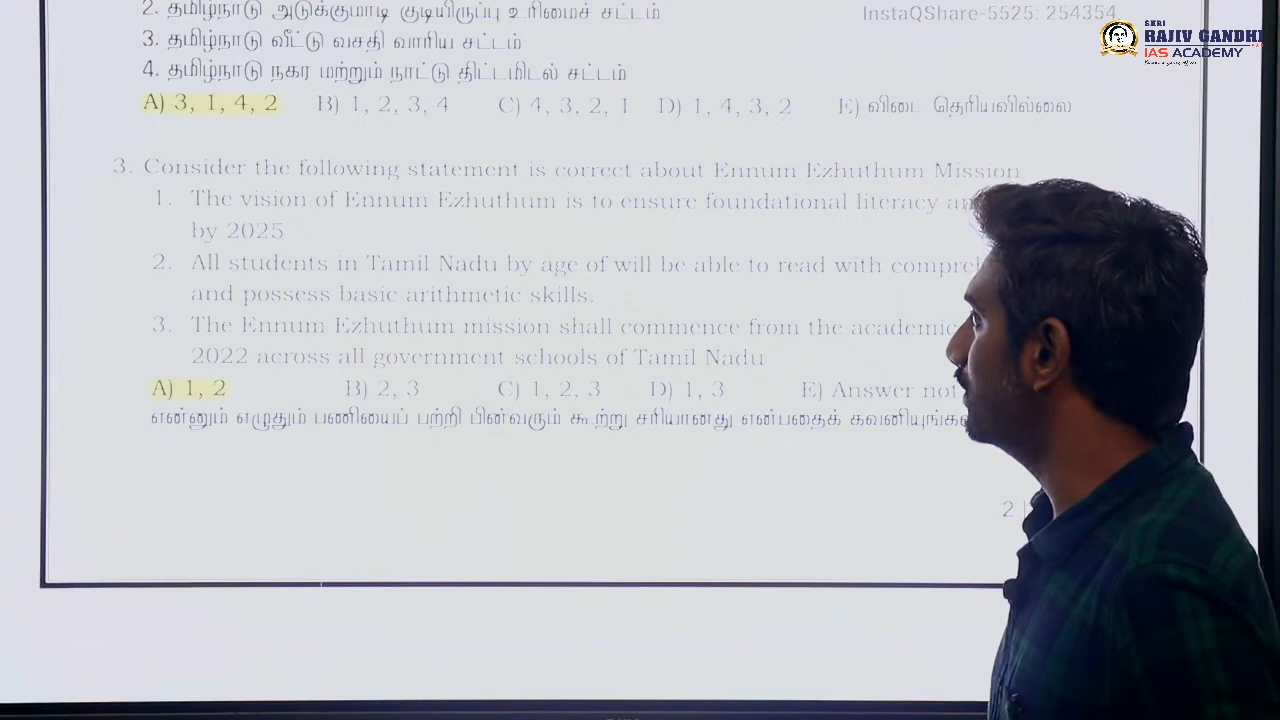 2. தமிழ்நாடு அடுக்குமாடி குடியிருப்பு உரிமைச் சட்டம்
InstaQShare-5525: 254354
SHRI
RAJIV GANDHI
IAS ACADEMY
3. தமிழ்நாடு வீட்டு வசதி வாரிய சட்டம்
4. தமிழ்நாடு நகர மற்றும் நாட்டு திட்டமிடல் சட்டம்
A) 3, 1, 4, 2 B) 1, 2, 3, 4 C) 4, 3, 2, 1 D) 1, 4, 3, 2 E) விடை தெரியவில்லை
3. Consider the following statement is correct about Ennum Ezhuthum Mission
1. The vision of Ennum Ezhuthum is to ensure foundational literacy
by 2025
2. All students in Tamil Nadu by age of will be able to read with
and possess basic arithmetic skills.
3. The Ennum Ezhuthum mission shall commence from the
2022 across all government schools of Tamil Nadu
A) 1, 2 B) 2, 3 C) 1, 2, 3 D) 1, 3 E) Answer not
என்னும் எழுதும் பணியைப் பற்றி பின்வரும் கூற்று சரியானது என்பதைக்
2 |